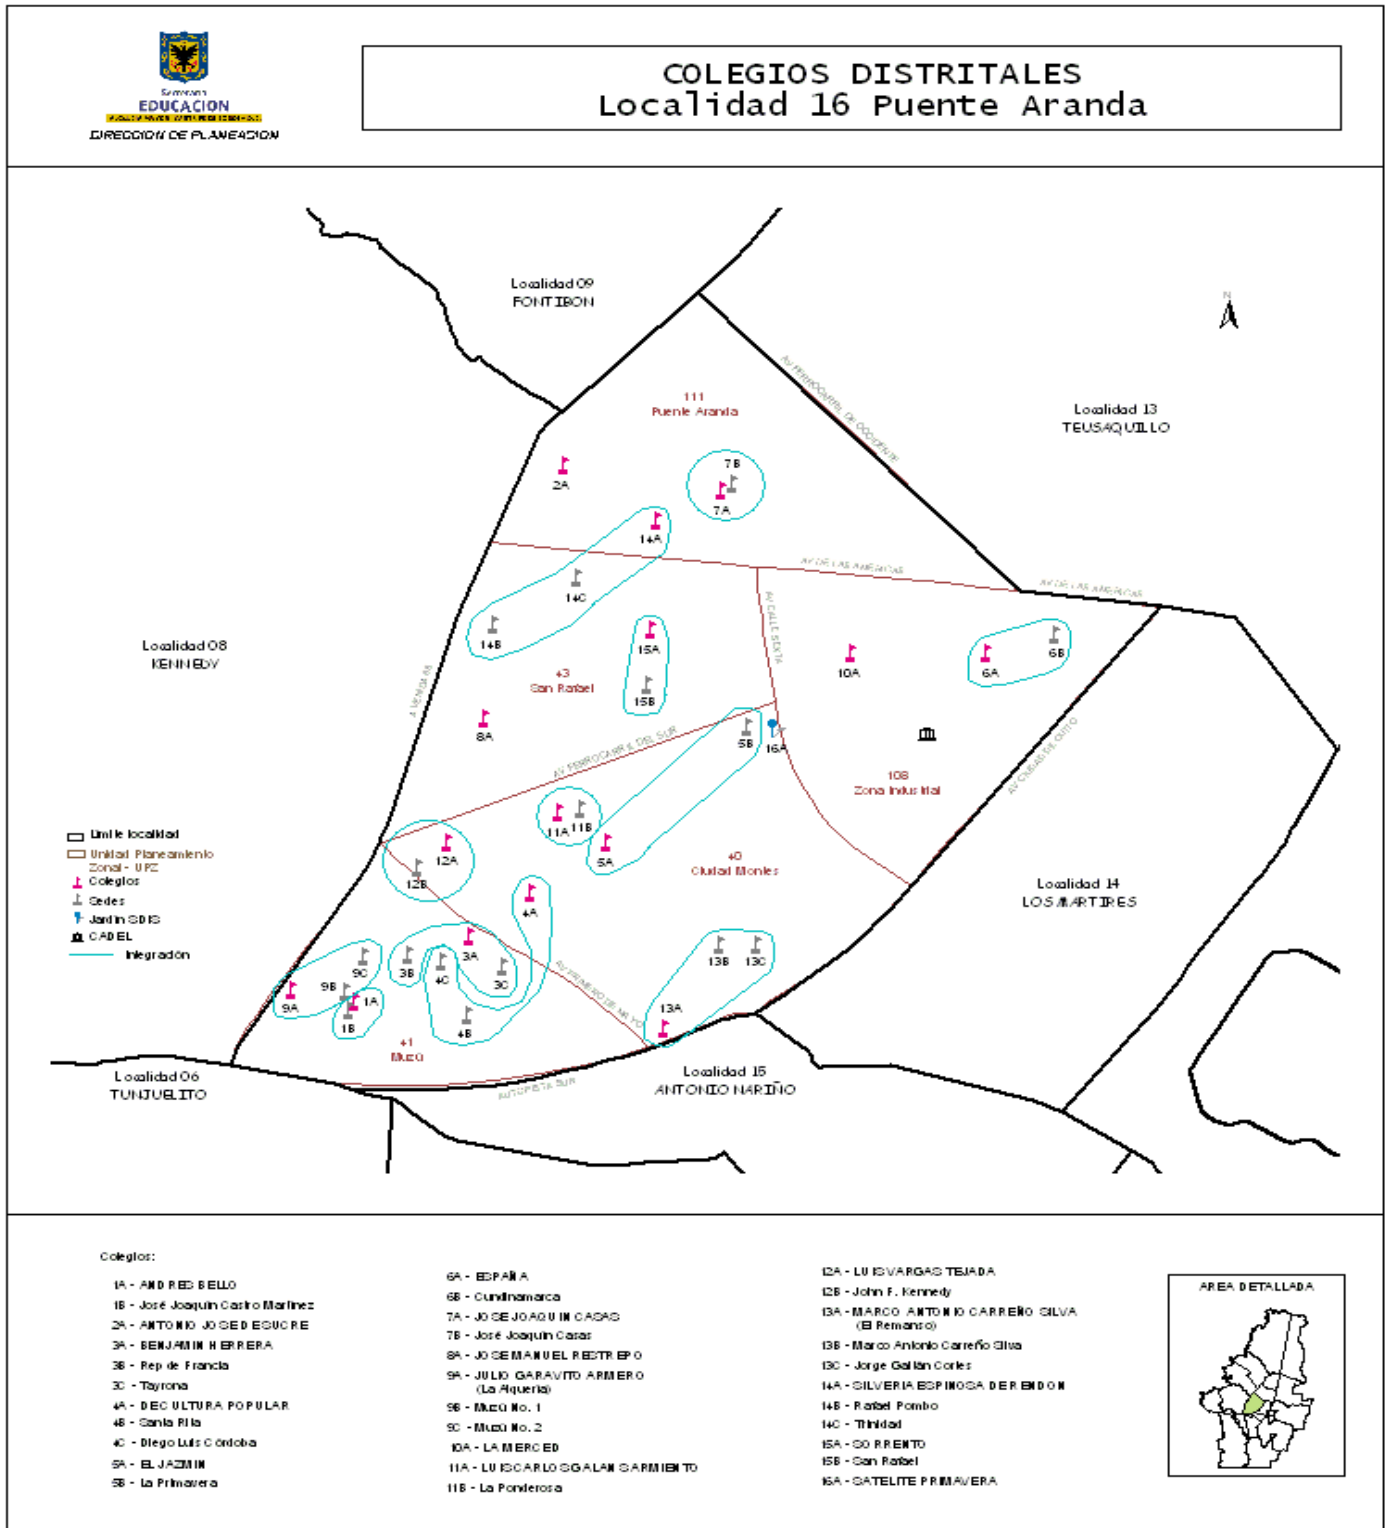 Secretaría
EDUCACION
DIRECCION DE PLANEACION
COLEGIOS DISTRITALES
Localidad 16 Puente Aranda
Localidad 09
FONTIBON
N
AV FERROCARRIL DE OCCIDENTE
111
Puente Aranda
Localidad 13
TEUSAQUILLO
2A
7B
7A
14A
AV DE LAS AMERICAS
AV DE LAS AMERICAS
14C
AV CALLE SEXTA
14B
15A
6B
6A
10A
Localidad 08
KENNEDY
43
San Rafael
15B
AVENIDA 68
8A
AV FERROCARRIL DEL SUR
5B
16A
AV CIUDAD DE QUITO
108
Zona Industrial
11A
11B
5A
12A
12B
40
Ciudad Montes
Localidad 14
LOS MARTIRES
Limite localidad
Unidad Planeamiento
Zonal - UPZ
Colegios
Sedes
Jardin SDIS
CADEL
Integración
4A
3A
3B
4C
3C
9C
9B
9A
1A
1B
4B
13B
13C
13A
AV PRIMERO DE MAYO
41
Muzú
AUTOPISTA SUR
Localidad 06
TUNJUELITO
Localidad 15
ANTONIO NARIÑO
Colegios:
1A - ANDRES BELLO
1B - José Joaquín Castro Martínez
2A - ANTONIO JOSE DE SUCRE
3A - BENJAMIN HERRERA
3B - Rep de Francia
3C - Tayrona
4A - DE CULTURA POPULAR
4B - Santa Rita
4C - Diego Luis Córdoba
5A - EL JAZMIN
5B - La Primavera
6A - ESPAÑA
6B - Cundinamarca
7A - JOSE JOAQUIN CASAS
7B - José Joaquín Casas
8A - JOSE MANUEL RESTREPO
9A - JULIO GARAVITO ARMERO
(La Alquería)
9B - Muzú No. 1
9C - Muzú No. 2
10A - LA MERCED
11A - LUIS CARLOS GALAN SARMIENTO
11B - La Ponderosa
12A - LUIS VARGAS TEJADA
12B - John F. Kennedy
13A - MARCO ANTONIO CARREÑO SILVA
(El Remanso)
13B - Marco Antonio Carreño Silva
13C - Jorge Gaitán Cortes
14A - SILVERIA ESPINOSA DE RENDON
14B - Rafael Pombo
14C - Trinidad
15A - SORRENTO
15B - San Rafael
16A - SATELITE PRIMAVERA
AREA DETALLADA